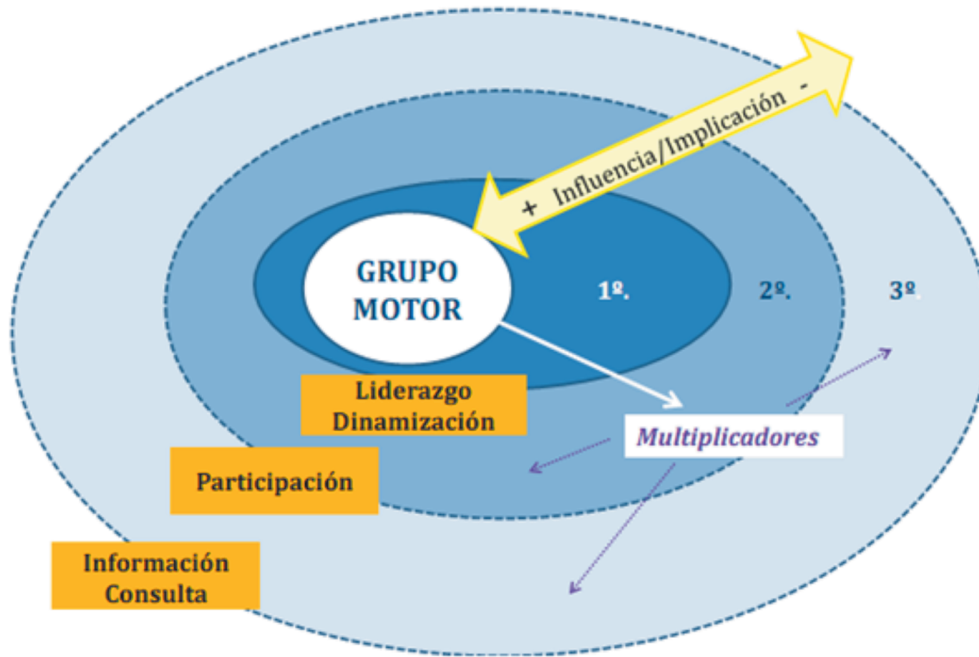 + Influencia/Implicación -
GRUPO
MOTOR
1º.
2º.
3º.
Liderazgo
Dinamización
Multiplicadores
Participación
Información
Consulta